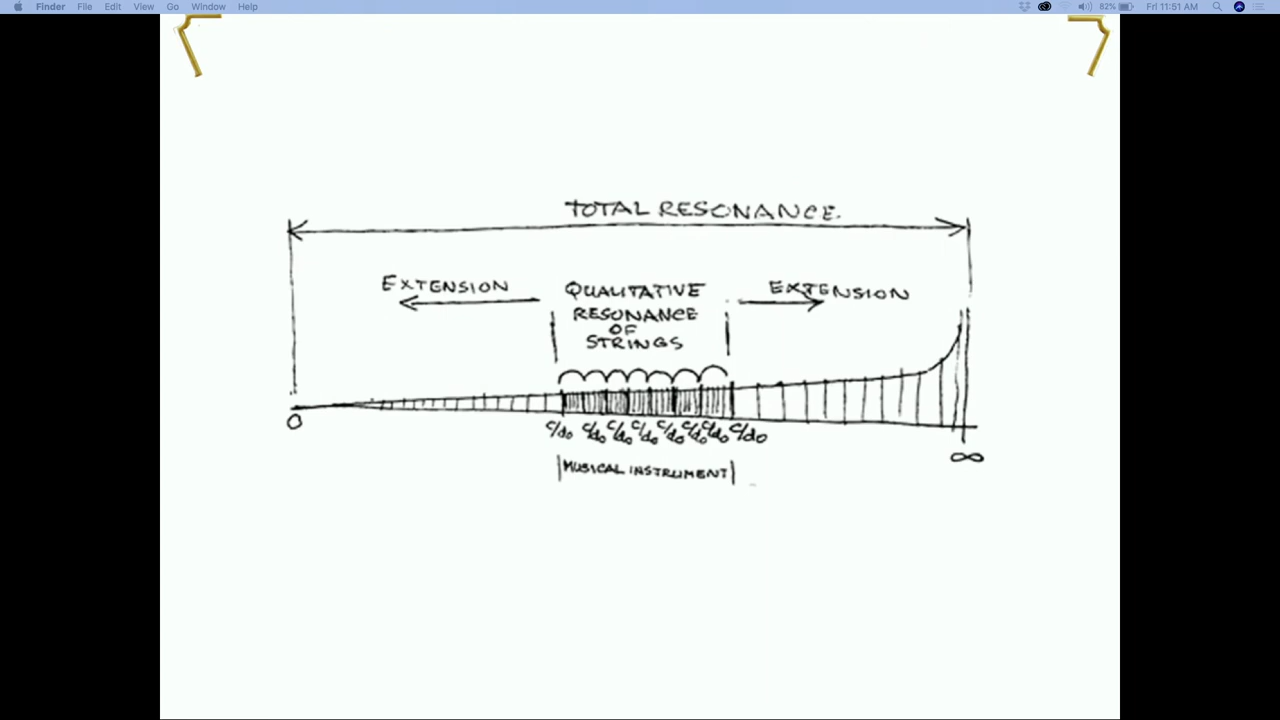 Finder File Edit View Go Window Help 82% Fri 11:51 AM
TOTAL RESONANCE.
EXTENSION
QUALITATIVE
RESONANCE
OF
STRINGS
EXTENSION
0
c/do c/do c/do c/do c/do c/do c/do c/do
∞
MUSICAL INSTRUMENT